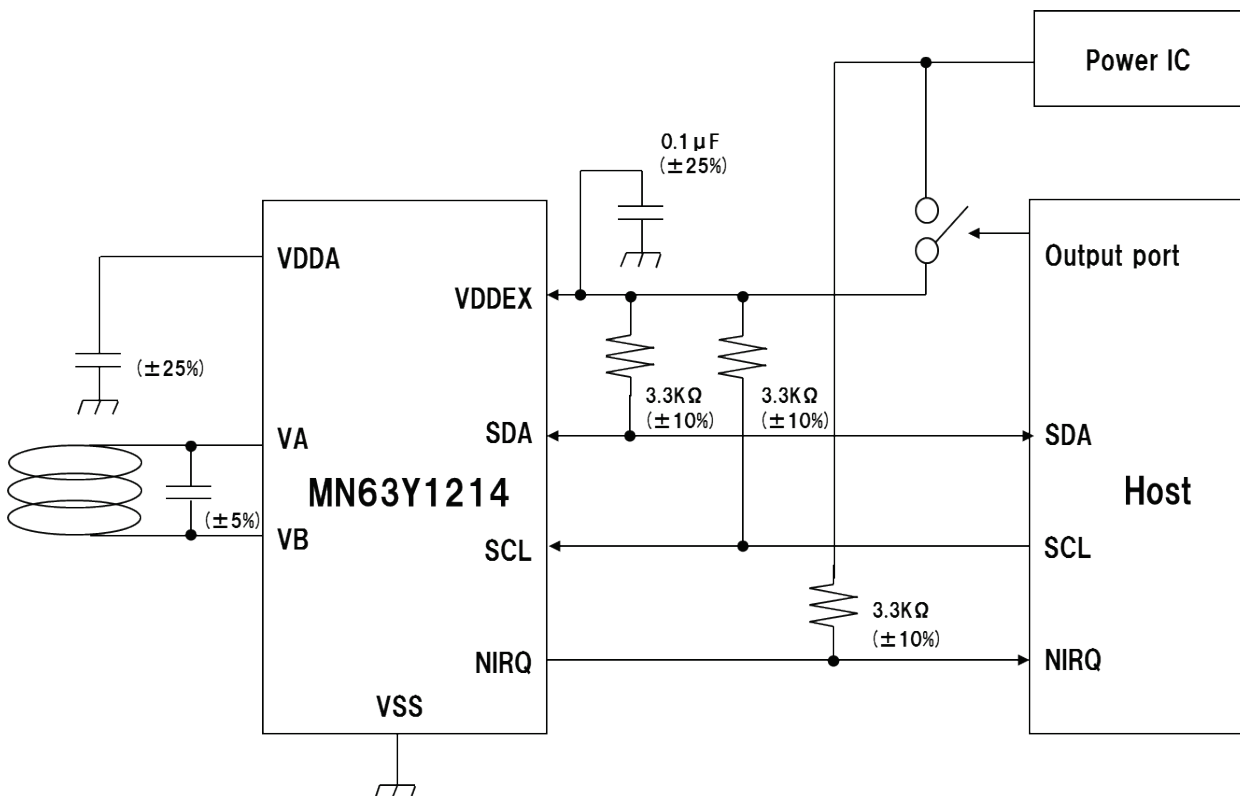 Power IC
0.1μF
(±25%)
VDDA
VDDEX
Output port
(±25%)
3.3KΩ
(±10%)
3.3KΩ
(±10%)
VA
SDA
SDA
MN63Y1214
Host
(±5%)
VB
SCL
SCL
3.3KΩ
(±10%)
NIRQ
NIRQ
VSS